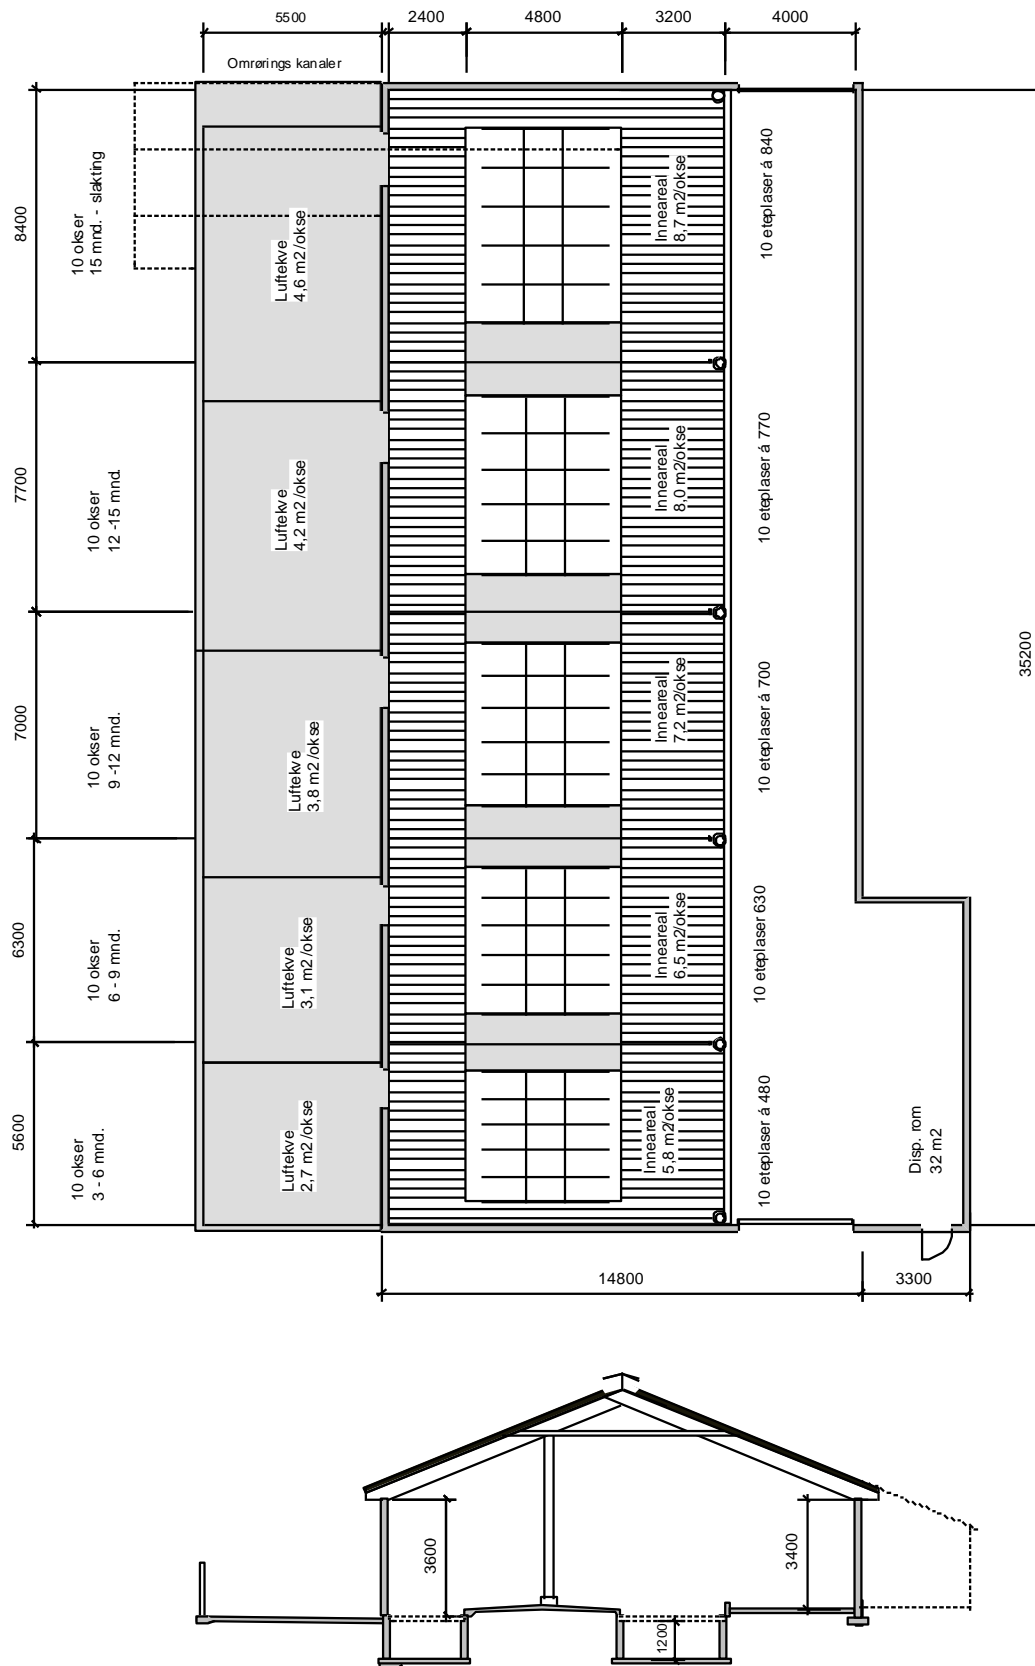 5500
2400
4800
3200
4000
Omrørings kanaler
8400
10 okser
15 mnd. - slakting
Luftekve
4,6 m2/okse
Inneareal
8,7 m2/okse
10 eteplaser á 840
7700
10 okser
12 -15 mnd.
Luftekve
4,2 m2/okse
Inneareal
8,0 m2/okse
10 eteplaser á 770
35200
7000
10 okser
9 -12 mnd.
Luftekve
3,8 m2/okse
Inneareal
7,2 m2/okse
10 eteplaser á 700
6300
10 okser
6 - 9 mnd.
Luftekve
3,1 m2/okse
Inneareal
6,5 m2/okse
10 eteplaser 630
5600
10 okser
3 - 6 mnd.
Luftekve
2,7 m2/okse
Inneareal
5,8 m2/okse
10 eteplaser á 480
Disp. rom
32 m2
14800
3300
3600
3400
1200